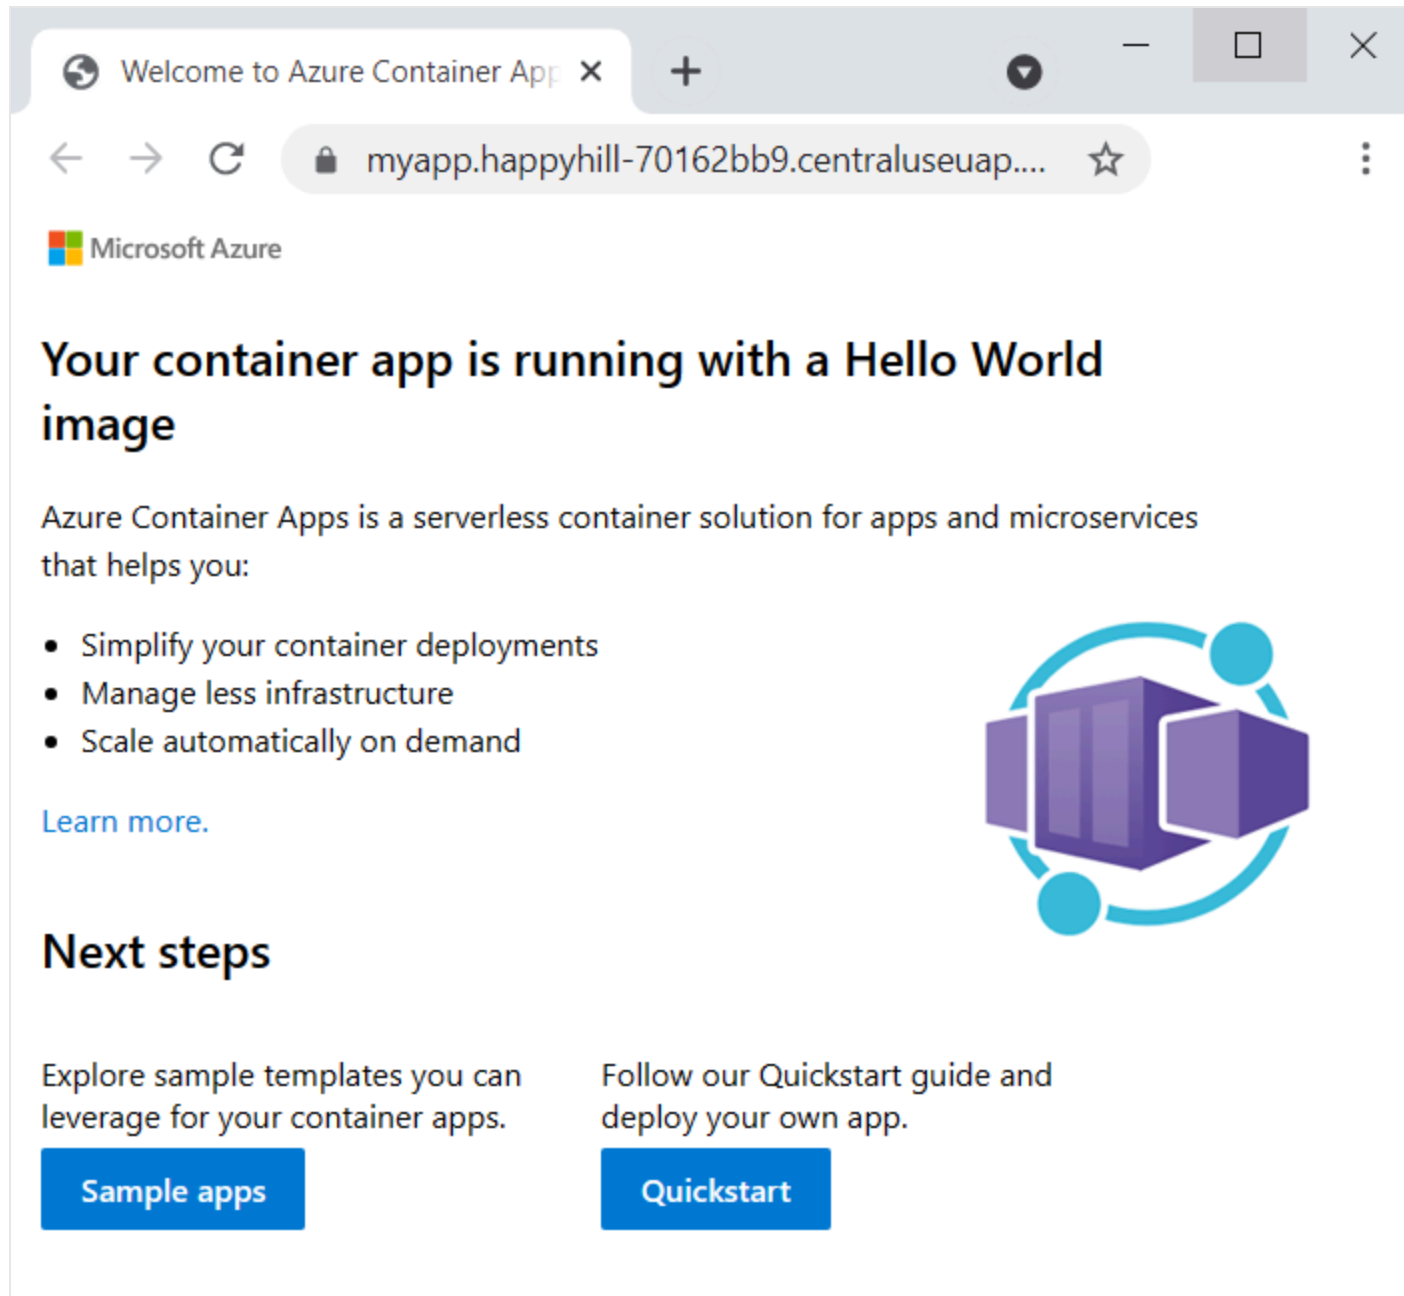 Welcome to Azure Container App
myapp.happyhill-70162bb9.centraluseuap....
Microsoft Azure
Your container app is running with a Hello World
image
Azure Container Apps is a serverless container solution for apps and microservices
that helps you:
• Simplify your container deployments
• Manage less infrastructure
• Scale automatically on demand
Learn more.
Next steps
Explore sample templates you can
leverage for your container apps.
Sample apps
Follow our Quickstart guide and
deploy your own app.
Quickstart